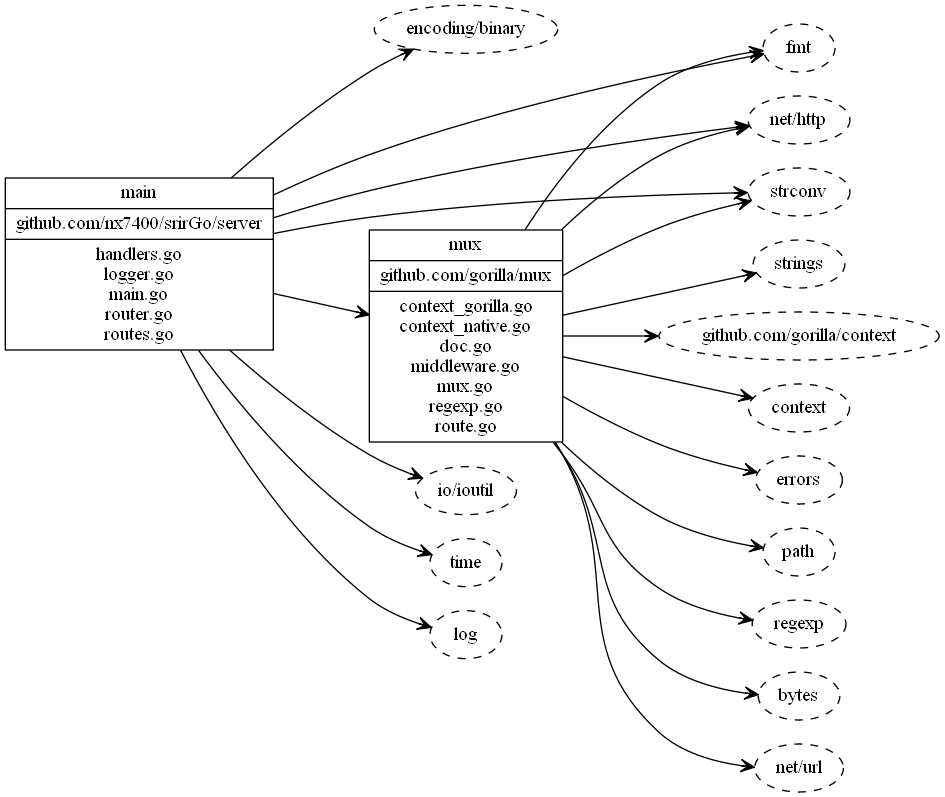 encoding/binary
fmt
net/http
main
github.com/nx7400/srirGo/server
handlers.go
logger.go
main.go
router.go
routes.go
strconv
mux
github.com/gorilla/mux
context_gorilla.go
context_native.go
doc.go
middleware.go
mux.go
regexp.go
route.go
strings
github.com/gorilla/context
context
errors
io/ioutil
path
time
regexp
log
bytes
net/url